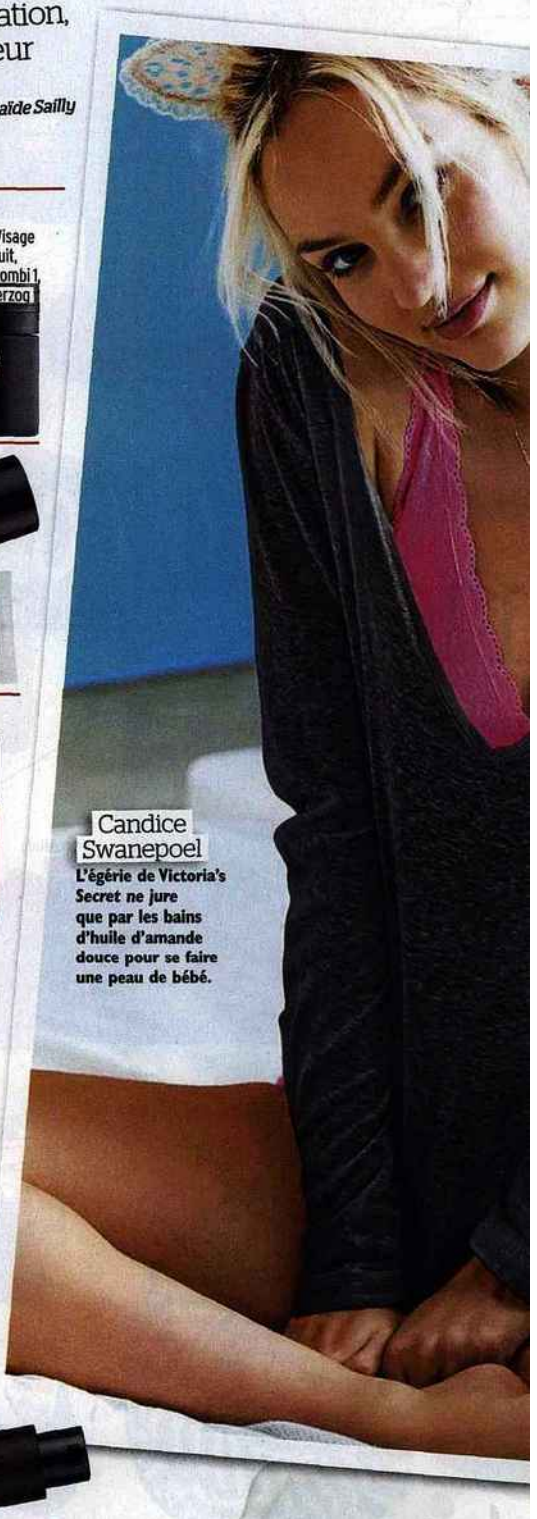 ation,
eur
aïde Sailly
Visage
uit,
ombi 1,
erzog
Candice
Swanepoel
L'égérie de Victoria's
Secret ne jure
que par les bains
d'huile d'amande
douce pour se faire
une peau de bébé.